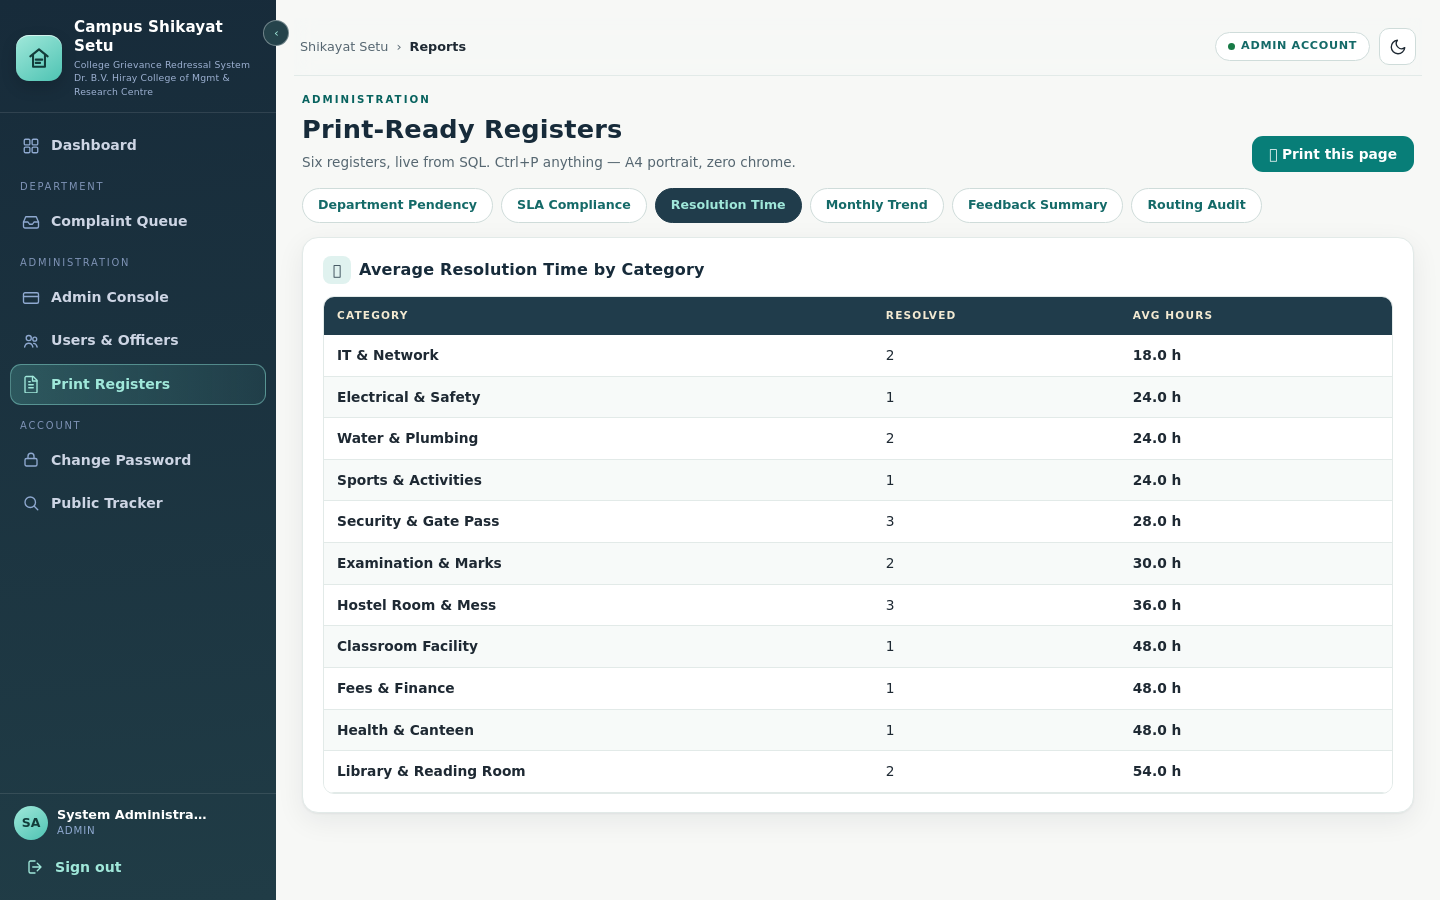 Campus Shikayat
Setu
College Grievance Redressal System
Dr. B.V. Hiray College of Mgmt &
Research Centre
Dashboard
DEPARTMENT
Complaint Queue
ADMINISTRATION
Admin Console
Users & Officers
Print Registers
ACCOUNT
Change Password
Public Tracker
SA
System Administra…
ADMIN
Sign out
Shikayat Setu › Reports
ADMIN ACCOUNT
ADMINISTRATION
Print-Ready Registers
Six registers, live from SQL. Ctrl+P anything — A4 portrait, zero chrome.
Print this page
Department Pendency
SLA Compliance
Resolution Time
Monthly Trend
Feedback Summary
Routing Audit
Average Resolution Time by Category
CATEGORY RESOLVED AVG HOURS
IT & Network 2 18.0 h
Electrical & Safety 1 24.0 h
Water & Plumbing 2 24.0 h
Sports & Activities 1 24.0 h
Security & Gate Pass 3 28.0 h
Examination & Marks 2 30.0 h
Hostel Room & Mess 3 36.0 h
Classroom Facility 1 48.0 h
Fees & Finance 1 48.0 h
Health & Canteen 1 48.0 h
Library & Reading Room 2 54.0 h